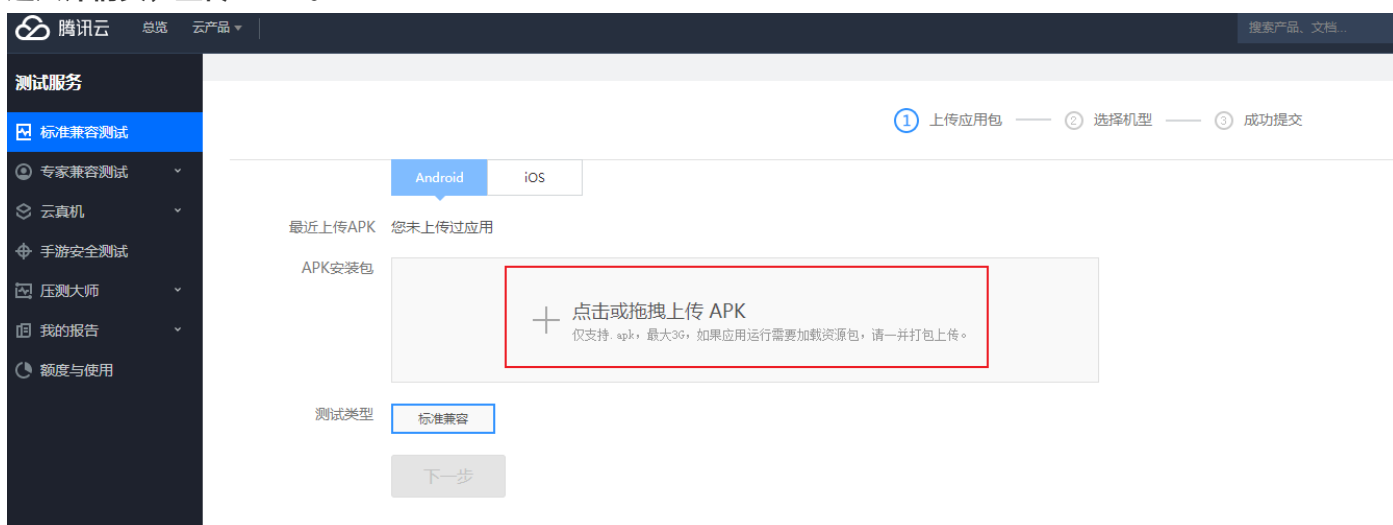 腾讯云 总览 云产品 搜索产品、文档...
测试服务
标准兼容测试
专家兼容测试
云真机
手游安全测试
压测大师
我的报告
额度与使用
1 上传应用包 2 选择机型 3 成功提交
Android iOS
最近上传APK 您未上传过应用
APK安装包
点击或拖拽上传 APK
仅支持.apk，最大3G，如果应用运行需要加载资源包，请一并打包上传。
测试类型 标准兼容
下一步